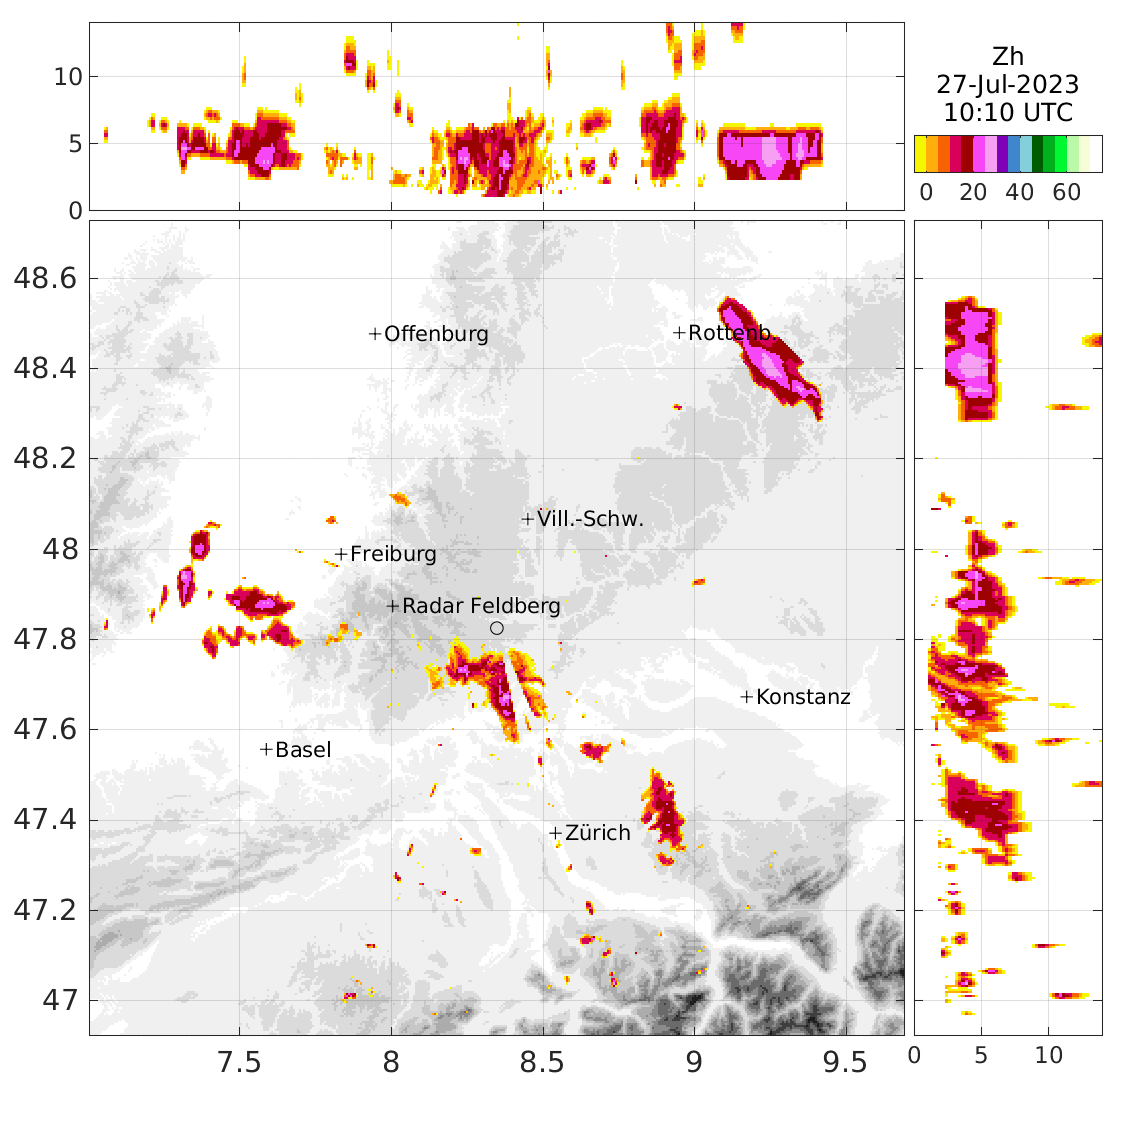 10
5
0
Zh
27-Jul-2023
10:10 UTC
0 20 40 60
48.6
48.4
48.2
48
47.8
47.6
47.4
47.2
47
+Offenburg
+Rottenb.
+Vill.-Schw.
+Freiburg
+Radar Feldberg
+Konstanz
+Basel
+Zürich
7.5 8 8.5 9 9.5
0 5 10